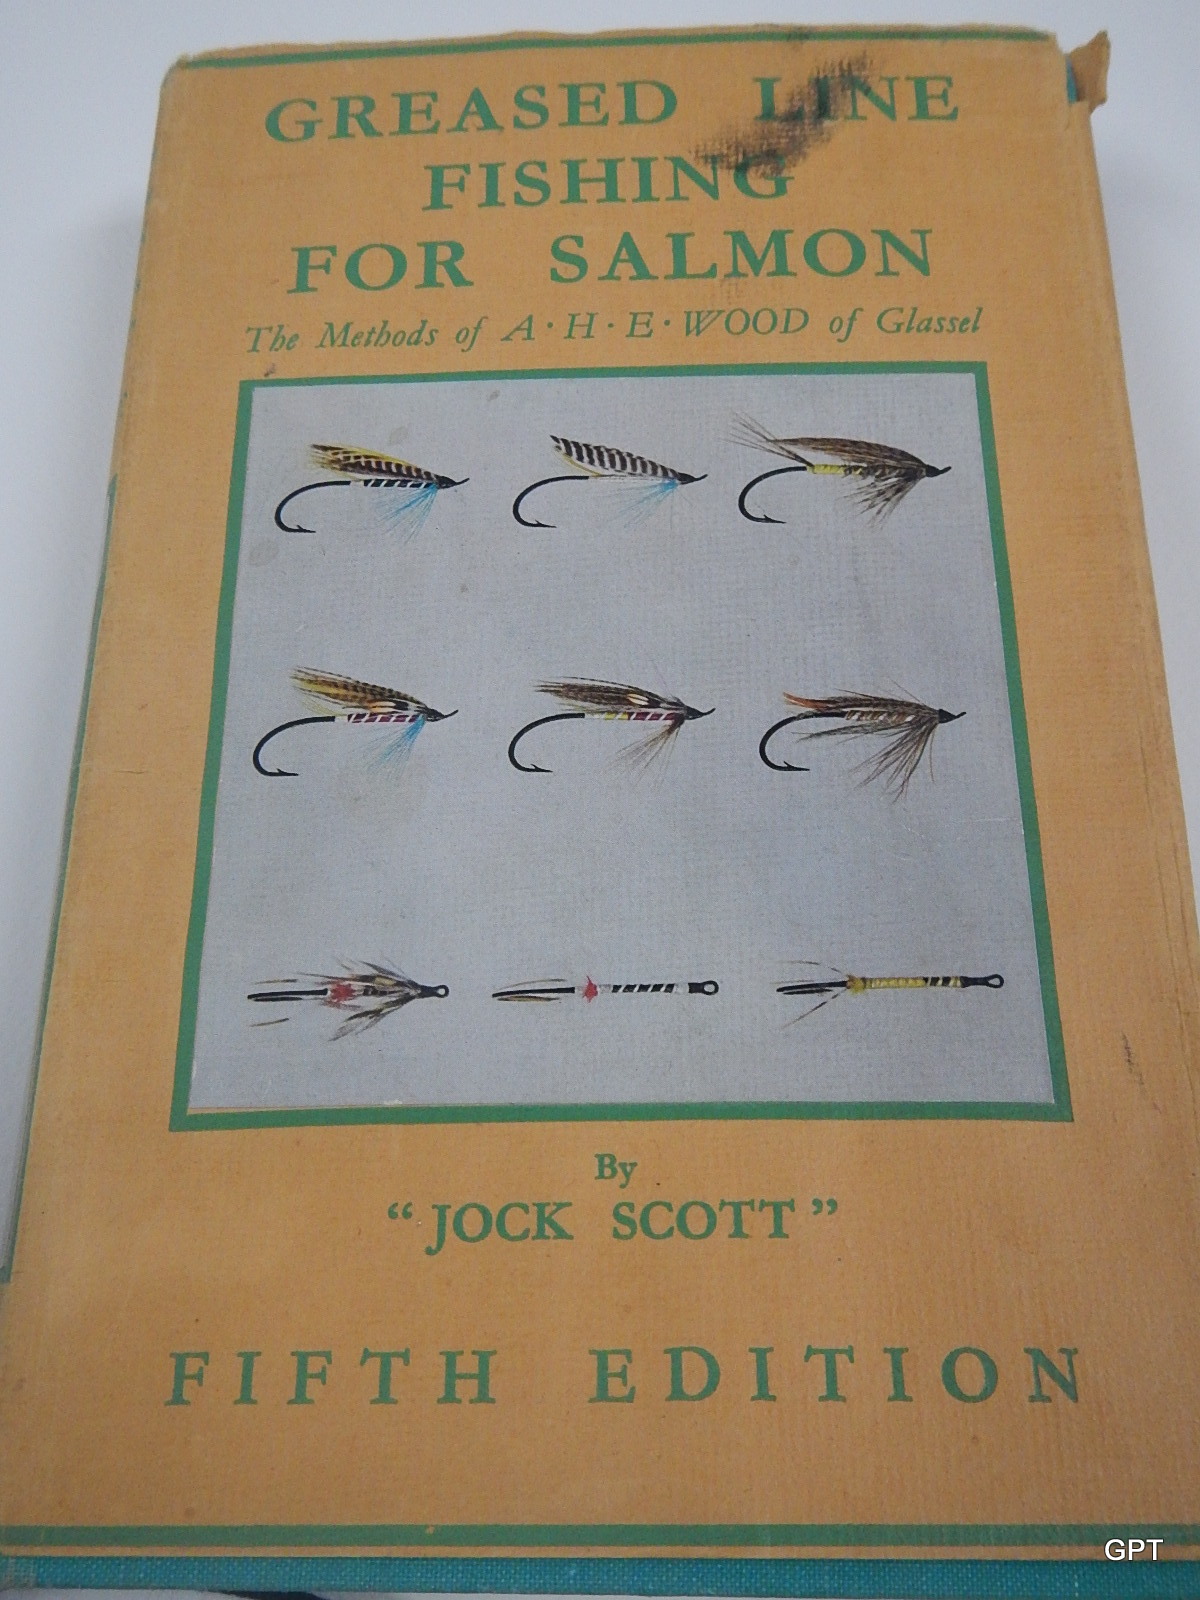 GREASED LINE
FISHING
FOR SALMON
The Methods of A·H·E·WOOD of Glassel
By
“JOCK SCOTT”
FIFTH EDITION
GPT